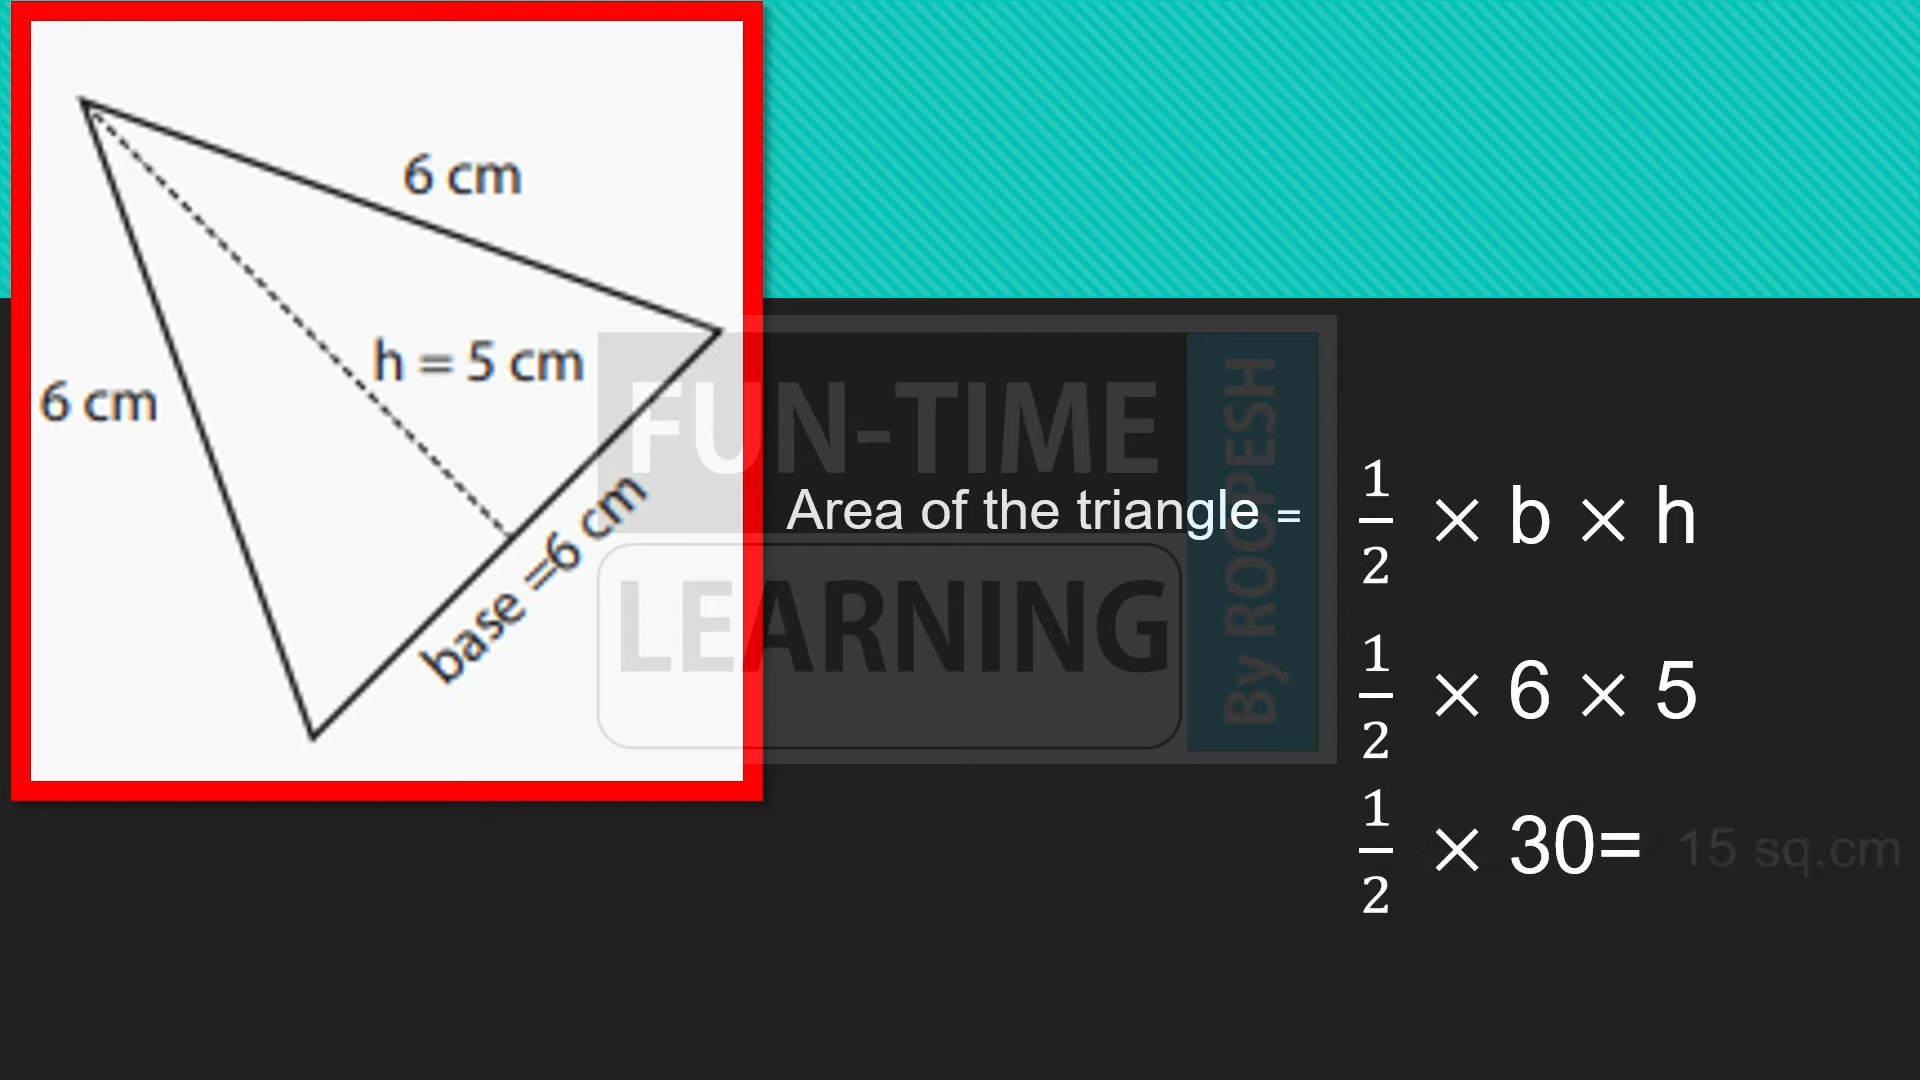 6 cm
h = 5 cm
6 cm
base =6 cm
FUN-TIME
LEARNING
By ROOPESH
Area of the triangle = 1/2 × b × h
1/2 × 6 × 5
1/2 × 30= 15 sq.cm